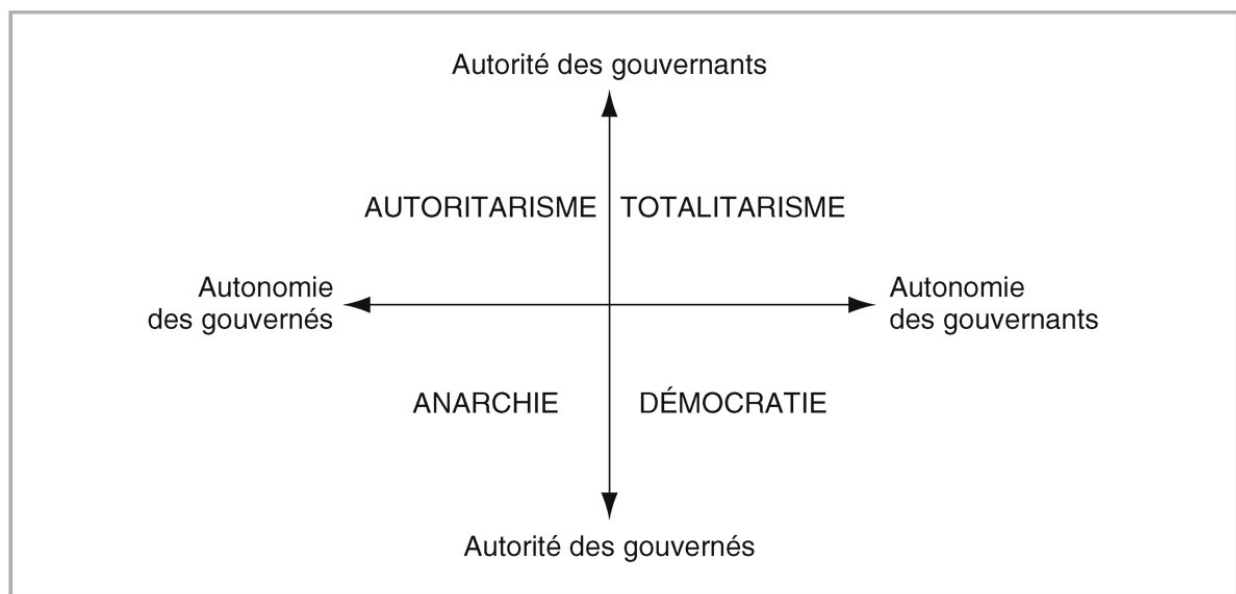 Autorité des gouvernants
AUTORITARISME TOTALITARISME
Autonomie
des gouvernés
Autonomie
des gouvernants
ANARCHIE DÉMOCRATIE
Autorité des gouvernés